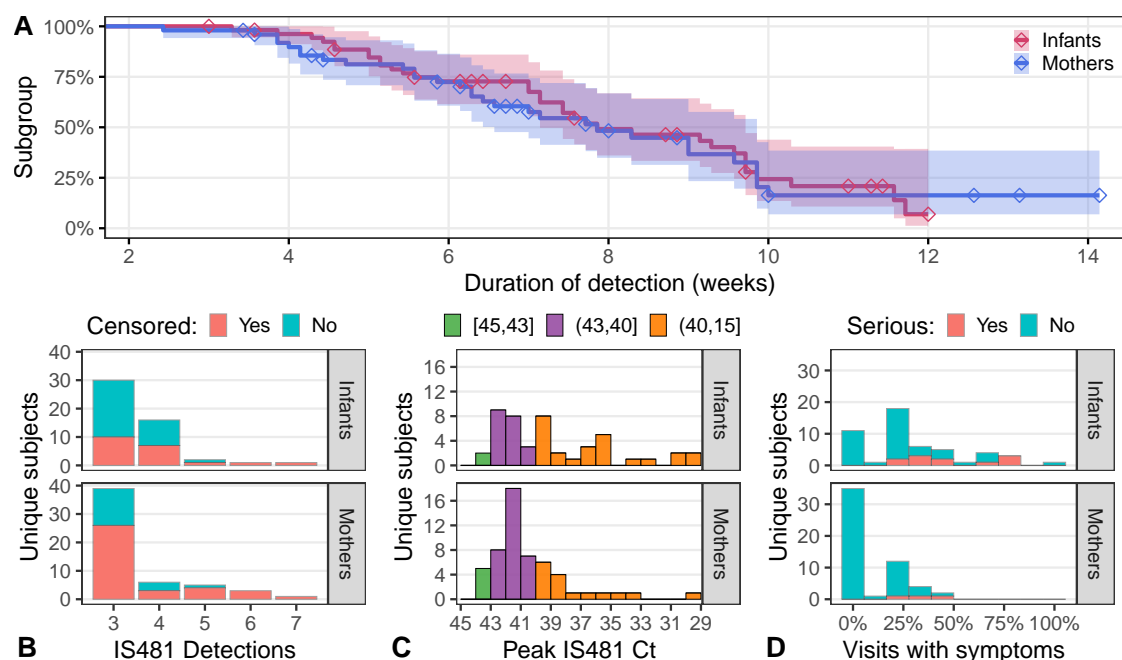 A
100%
75%
50%
25%
0%
Subgroup
Infants
Mothers
2 4 6 8 10 12 14
Duration of detection (weeks)
Censored: Yes No
40
30
20
10
0
Infants
40
30
20
10
0
Mothers
Unique subjects
3 4 5 6 7
B IS481 Detections
[45,43] (43,40] (40,15]
16
12
8
4
0
Infants
16
12
8
4
0
Mothers
Unique subjects
45 43 41 39 37 35 33 31 29
C Peak IS481 Ct
Serious: Yes No
30
20
10
0
Infants
30
20
10
0
Mothers
Unique subjects
0% 25% 50% 75% 100%
D Visits with symptoms